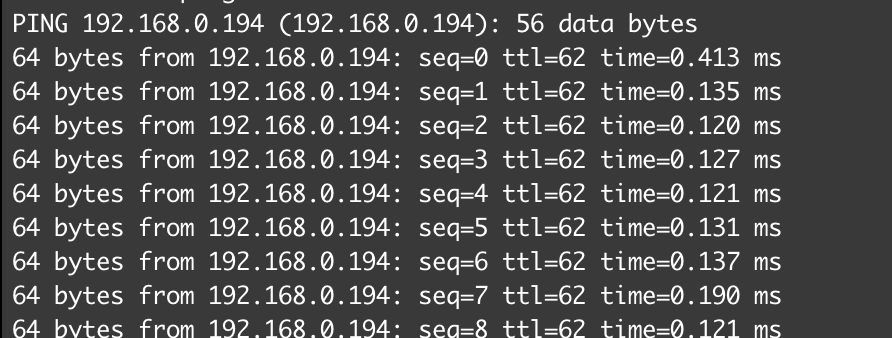 PING 192.168.0.194 (192.168.0.194): 56 data bytes
64 bytes from 192.168.0.194: seq=0 ttl=62 time=0.413 ms
64 bytes from 192.168.0.194: seq=1 ttl=62 time=0.135 ms
64 bytes from 192.168.0.194: seq=2 ttl=62 time=0.120 ms
64 bytes from 192.168.0.194: seq=3 ttl=62 time=0.127 ms
64 bytes from 192.168.0.194: seq=4 ttl=62 time=0.121 ms
64 bytes from 192.168.0.194: seq=5 ttl=62 time=0.131 ms
64 bytes from 192.168.0.194: seq=6 ttl=62 time=0.137 ms
64 bytes from 192.168.0.194: seq=7 ttl=62 time=0.190 ms
64 bytes from 192.168.0.194: seq=8 ttl=62 time=0.121 ms